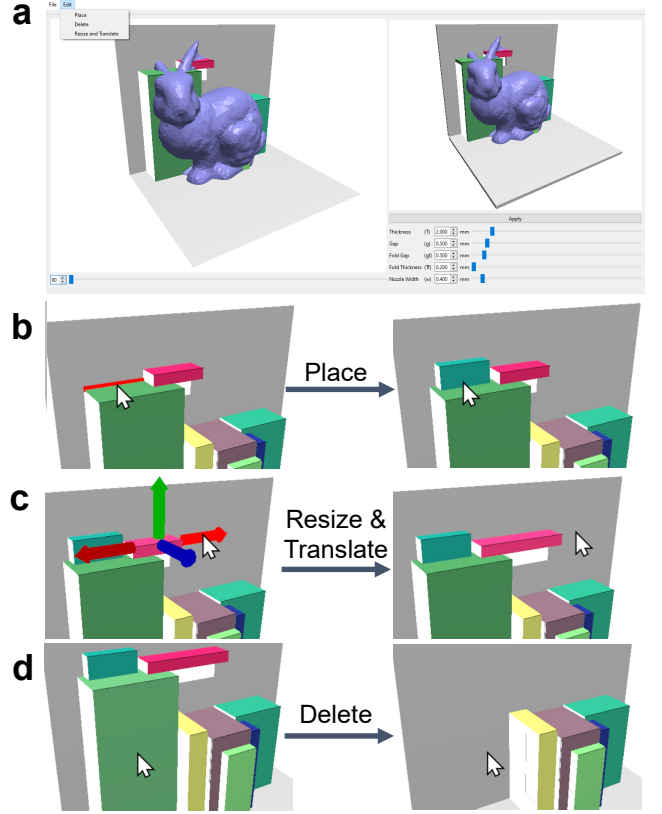 a
File Edit
Place
Delete
Resize and Translate
Apply
Thickness (T) 2.000 mm
Gap (g) 0.500 mm
Fold Gap (gf) 0.500 mm
Fold Thickness (Tf) 0.200 mm
Nozzle Width (w) 0.400 mm
90
b
Place
c
Resize &
Translate
d
Delete